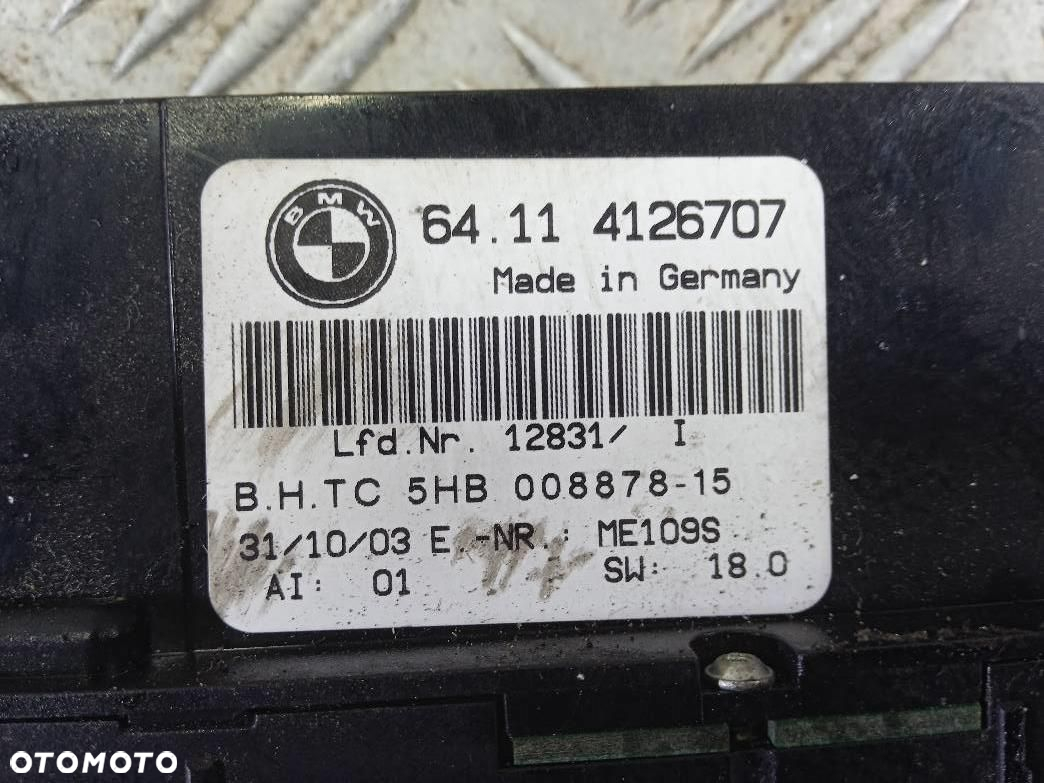 BMW
64.11 4126707
Made in Germany
Lfd.Nr. 12831/ I
B.H.TC 5HB 008878-15
31/10/03 E.-NR.: ME109S
AI: 01 SW: 18.0
OTOMOTO